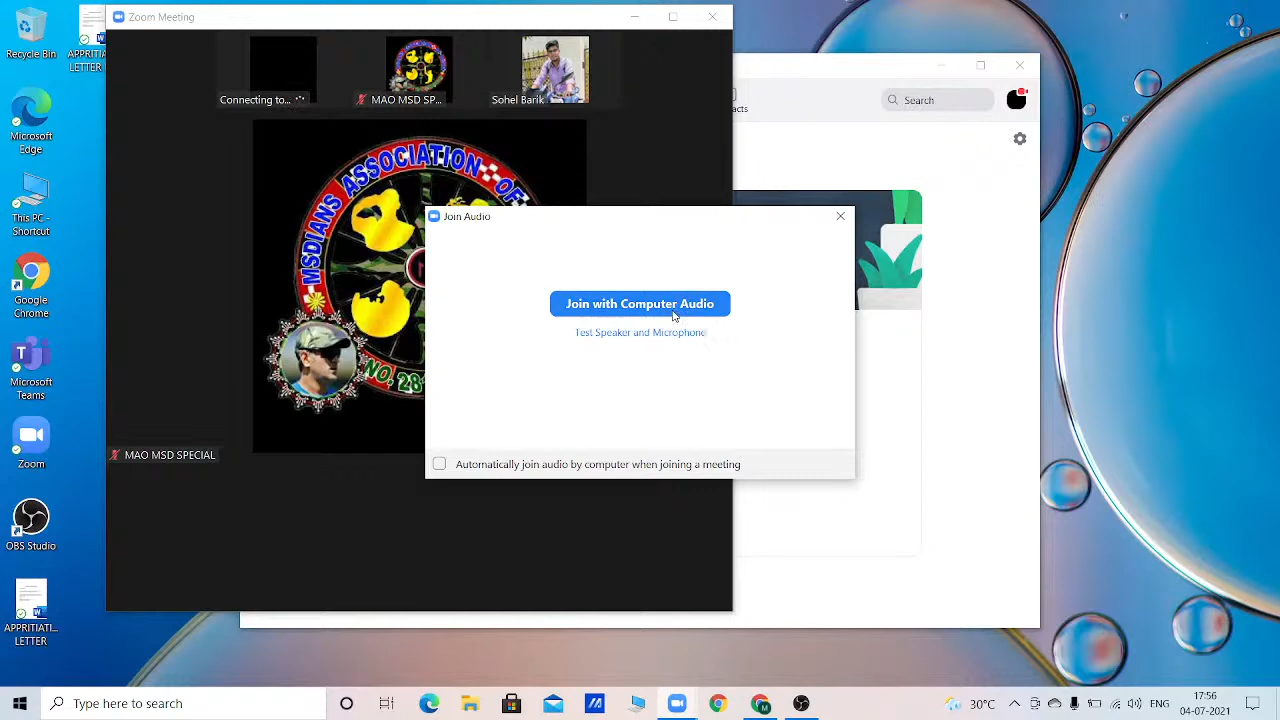 Zoom Meeting
Connecting to...
MAO MSD SP...
Sohel Barik
MSDIANS ASSOCIATION OF
NO. 28
MAO MSD SPECIAL
Join Audio
Join with Computer Audio
Test Speaker and Microphone
Automatically join audio by computer when joining a meeting
acts
Search
Recycle Bin
APPRITIA
LETTER
Microsoft
Edge
This PC -
Shortcut
Google
Chrome
Microsoft
Teams
Zoom
OBS Studio
APPRITIATI...
LETTER
Type here to search
M
30°C
ENG
17:56
04-07-2021